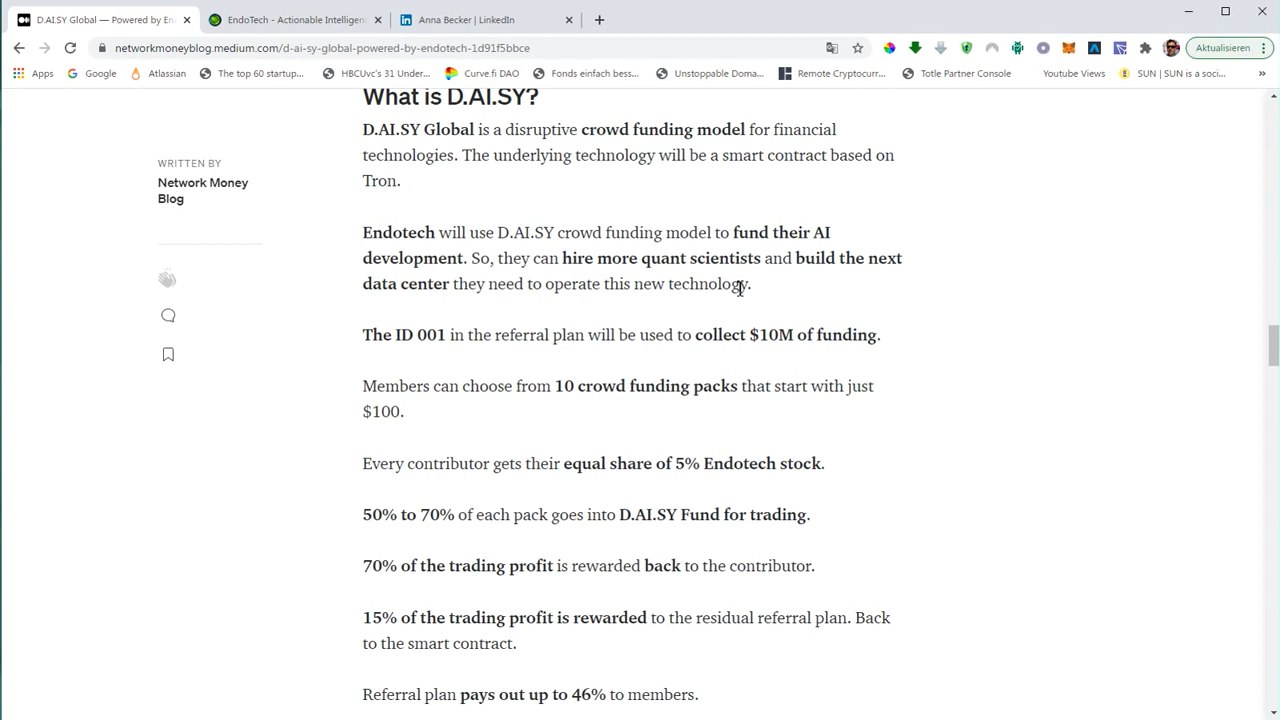 D.AI.SY Global — Powered by En
EndoTech - Actionable Intelligen
Anna Becker | LinkedIn
networkmoneyblog.medium.com/d-ai-sy-global-powered-by-endotech-1d91f5bbce
Aktualisieren
Apps
Google
Atlassian
The top 60 startup...
HBCUvc's 31 Under...
Curve.fi DAO
Fonds einfach bess...
Unstoppable Doma...
Remote Cryptocurr...
Totle Partner Console
Youtube Views
SUN | SUN is a soci...
»
What is D.AI.SY?
D.AI.SY Global is a disruptive crowd funding model for financial
technologies. The underlying technology will be a smart contract based on
Tron.
WRITTEN BY
Network Money
Blog
Endotech will use D.AI.SY crowd funding model to fund their AI
development. So, they can hire more quant scientists and build the next
data center they need to operate this new technology.
The ID 001 in the referral plan will be used to collect $10M of funding.
Members can choose from 10 crowd funding packs that start with just
$100.
Every contributor gets their equal share of 5% Endotech stock.
50% to 70% of each pack goes into D.AI.SY Fund for trading.
70% of the trading profit is rewarded back to the contributor.
15% of the trading profit is rewarded to the residual referral plan. Back
to the smart contract.
Referral plan pays out up to 46% to members.